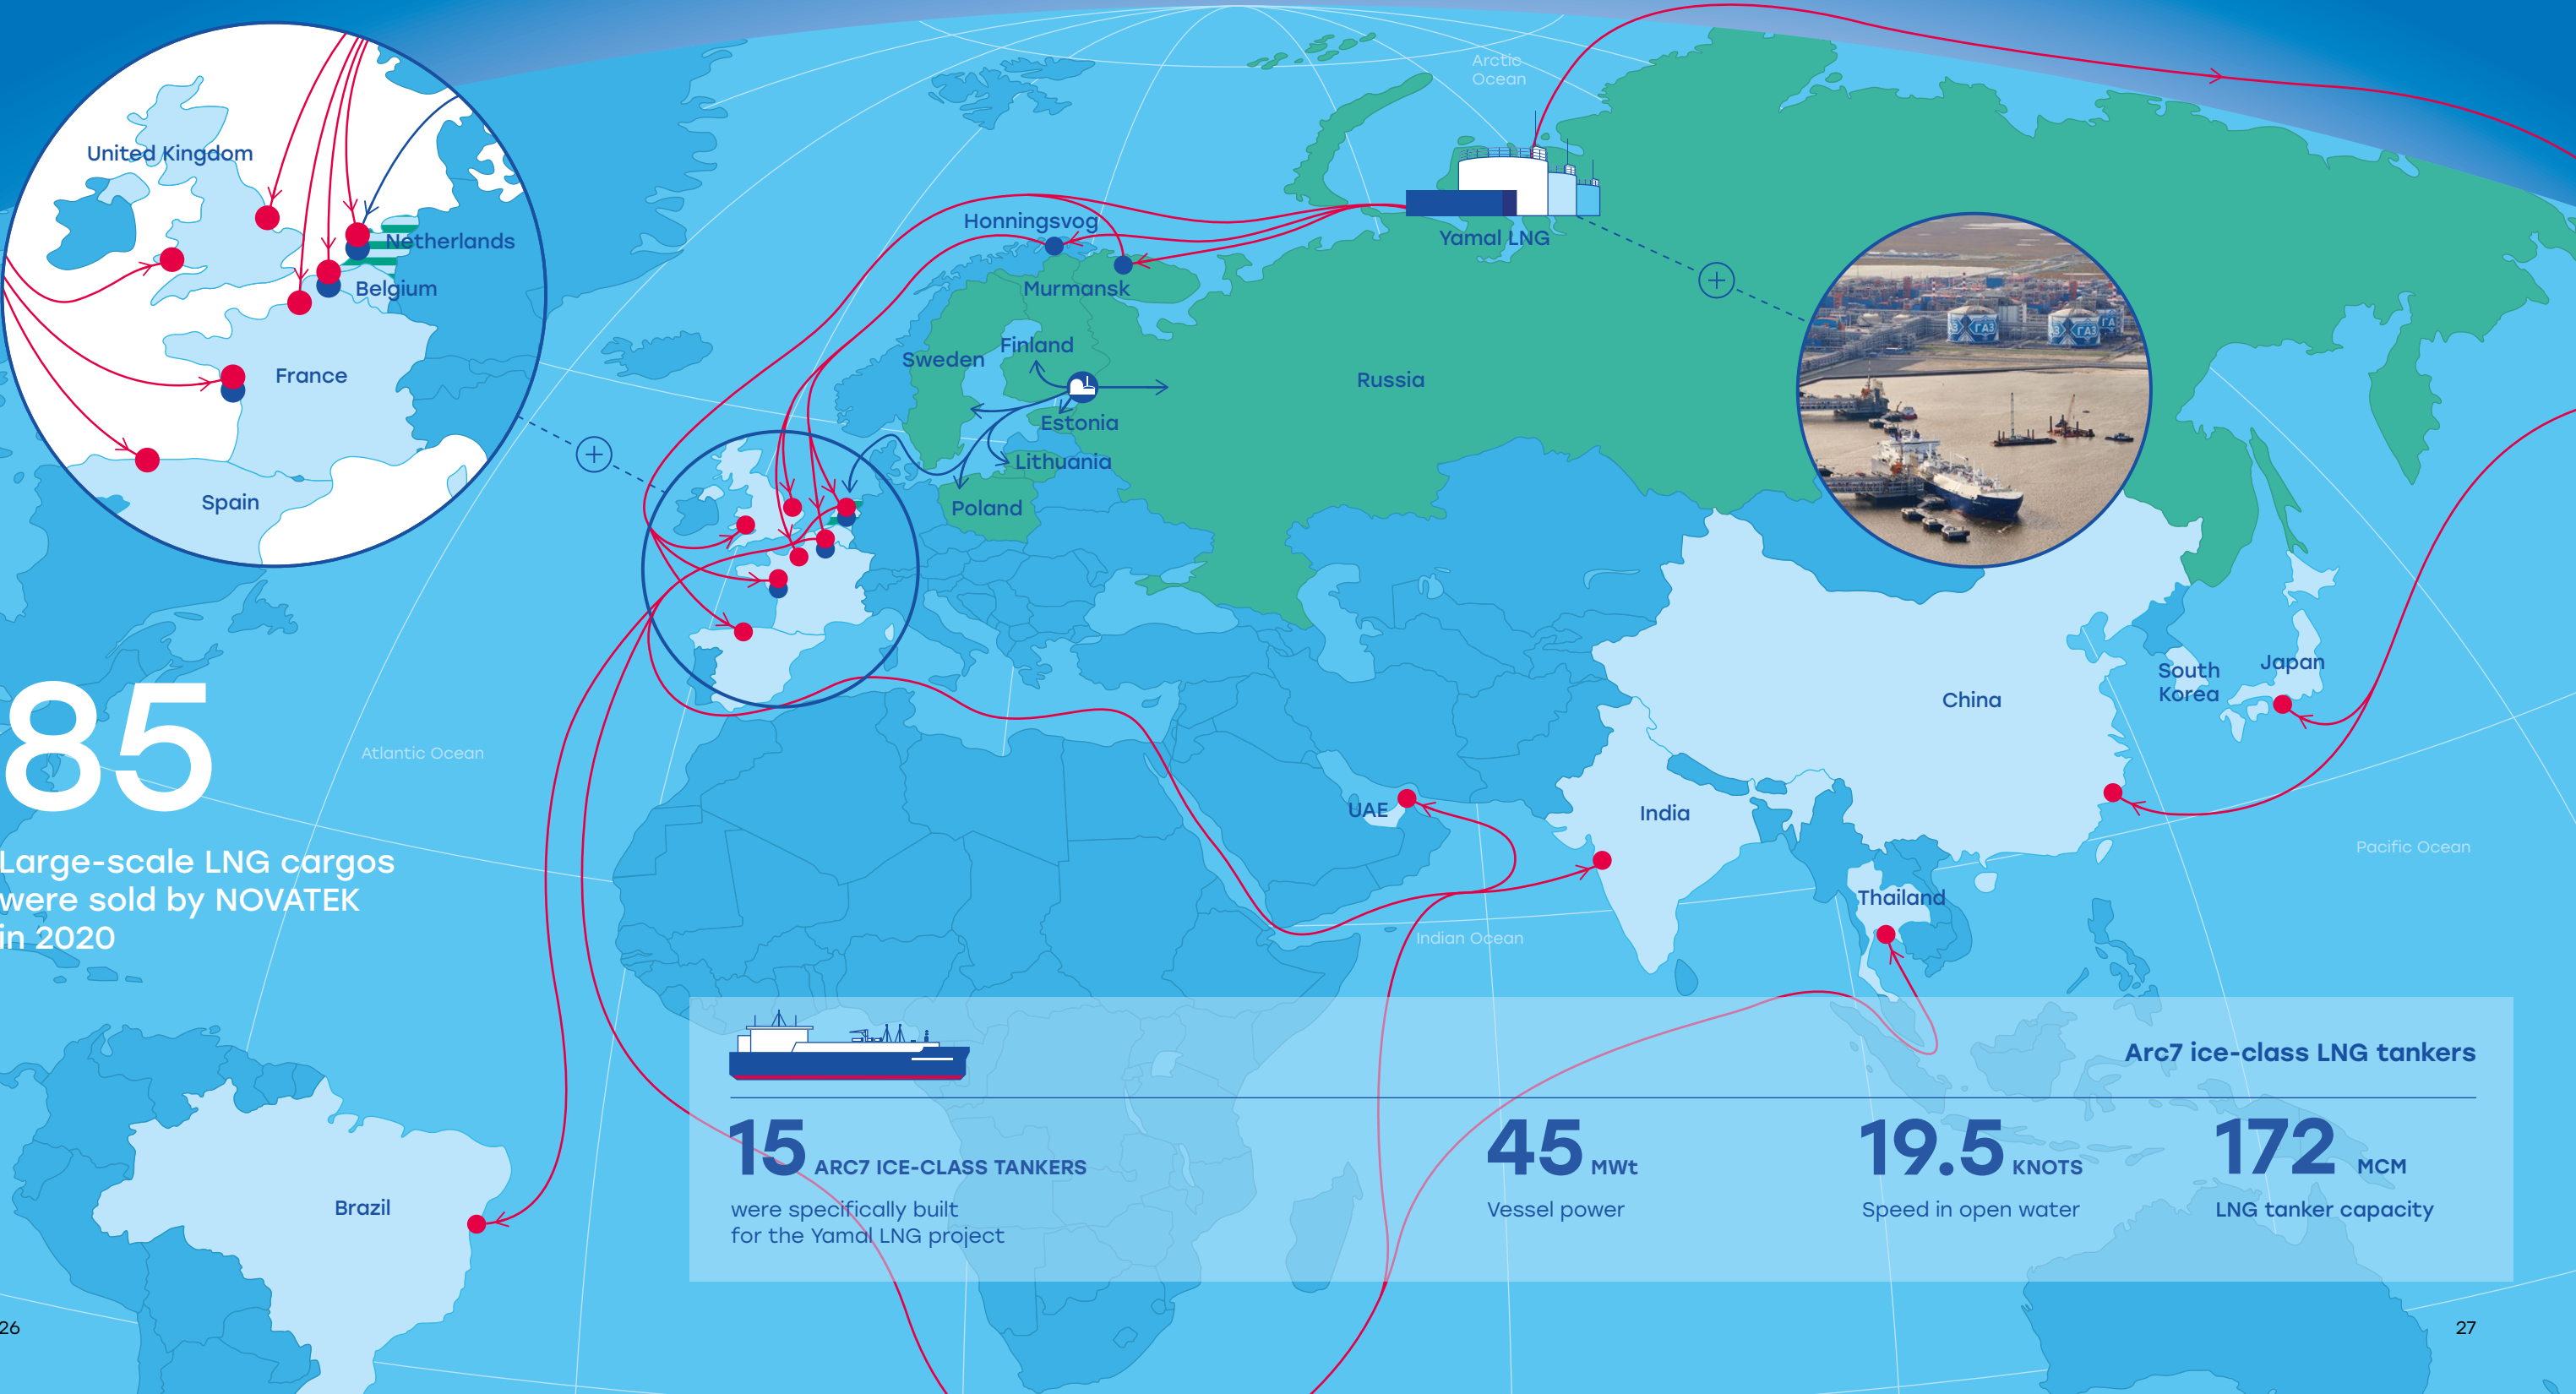 Arctic
Ocean
United Kingdom
Netherlands
Belgium
France
Spain
Honningsvog
Murmansk
Yamal LNG
Finland
Sweden
Estonia
Lithuania
Poland
Russia
ГАЗ
ГАЗ
ГА
South
Korea
Japan
China
Atlantic Ocean
UAE
India
Thailand
Pacific Ocean
Indian Ocean
85
Large-scale LNG cargos
were sold by NOVATEK
in 2020
Brazil
Arc7 ice-class LNG tankers
15 ARC7 ICE-CLASS TANKERS
were specifically built
for the Yamal LNG project
45 MWt
Vessel power
19.5 KNOTS
Speed in open water
172 MCM
LNG tanker capacity
26
27